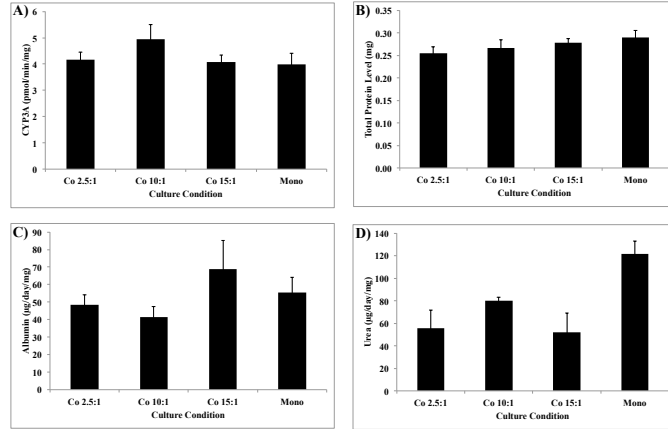 A)
CYP3A (pmol/min/mg)
6
5
4
3
2
1
0
Co 2.5:1 Co 10:1 Co 15:1 Mono
Culture Condition
B)
Total Protein Level (mg)
0.35
0.30
0.25
0.20
0.15
0.10
0.05
0.00
Co 2.5:1 Co 10:1 Co 15:1 Mono
Culture Condition
C)
Albumin (µg/day/mg)
90
80
70
60
50
40
30
20
10
0
Co 2.5:1 Co 10:1 Co 15:1 Mono
Culture Condition
D)
Urea (µg/day/mg)
140
120
100
80
60
40
20
0
Co 2.5:1 Co 10:1 Co 15:1 Mono
Culture Condition